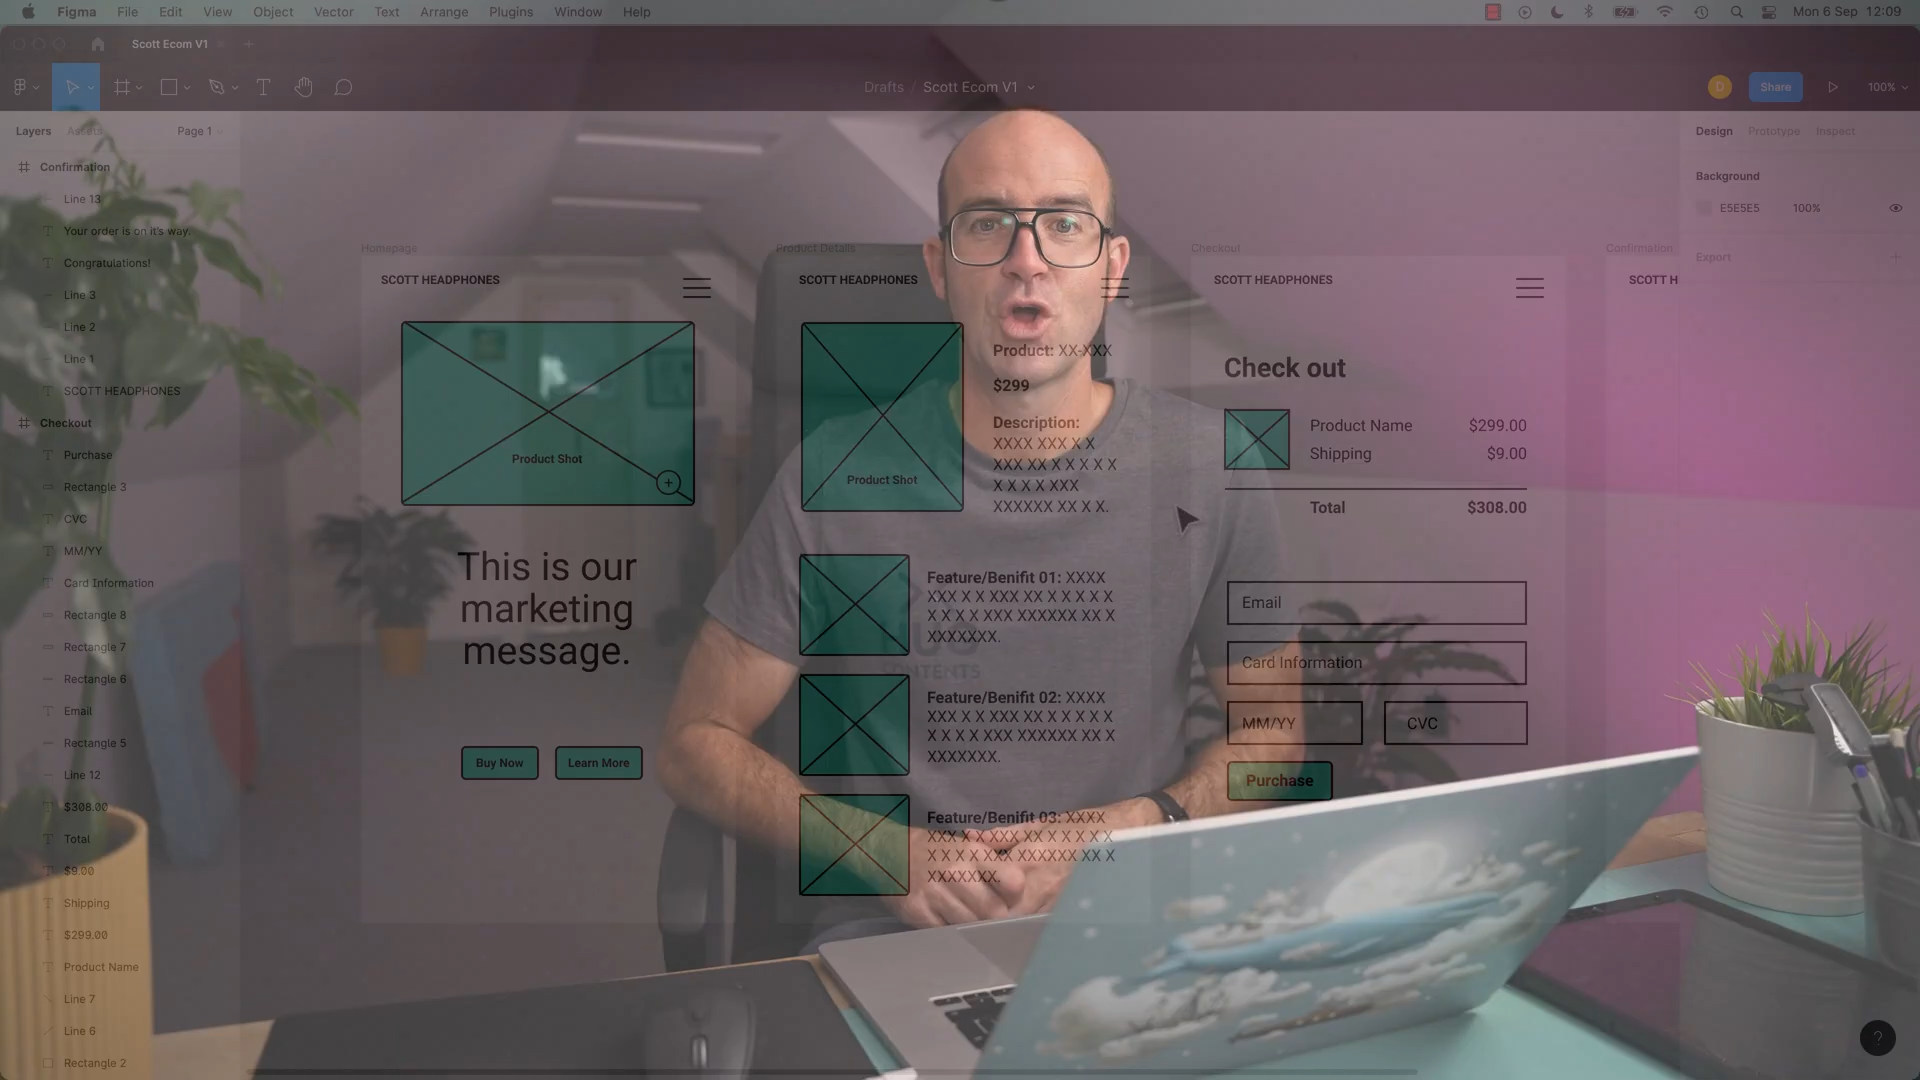 Figma File Edit View Object Vector Text Arrange Plugins Window Help Mon 6 Sep 12:09
Scott Ecom V1
Drafts / Scott Ecom V1 D Share 100%
Layers Assets Page 1
Confirmation
Line 13
Your order is on it's way.
Congratulations!
Line 3
Line 2
Line 1
SCOTT HEADPHONES
Checkout
Purchase
Rectangle 3
CVC
MM/YY
Card Information
Rectangle 8
Rectangle 7
Rectangle 6
Email
Rectangle 5
Line 12
$308.00
Total
$9.00
Shipping
$299.00
Product Name
Line 7
Line 6
Rectangle 2
Homepage
SCOTT HEADPHONES
Product Shot
+
This is our
marketing
message.
Buy Now
Learn More
Product Details
SCOTT HEADPHONES
Product Shot
Product: XX-XXX
$299
Description:
XXXX XXX X X
XXX XX X X X X X
X X X X XXX
XXXXXX XX X X.
Feature/Benifit 01: XXXX
XXX X X XXX XX X X X X X
X X X X XXX XXXXXX XX X
XXXXXXX.
Feature/Benifit 02: XXXX
XXX X X XXX XX X X X X X
X X X X XXX XXXXXX XX X
XXXXXXX.
Feature/Benifit 03: XXXX
XXX X X XXX XX X X X X X
X X X X XXX XXXXXX XX X
XXXXXXX.
CONTENTS
Checkout
SCOTT HEADPHONES
Check out
Product Name $299.00
Shipping $9.00
Total $308.00
Email
Card Information
MM/YY CVC
Purchase
Confirmation
SCOTT H
Design Prototype Inspect
Background
E5E5E5 100%
Export
?